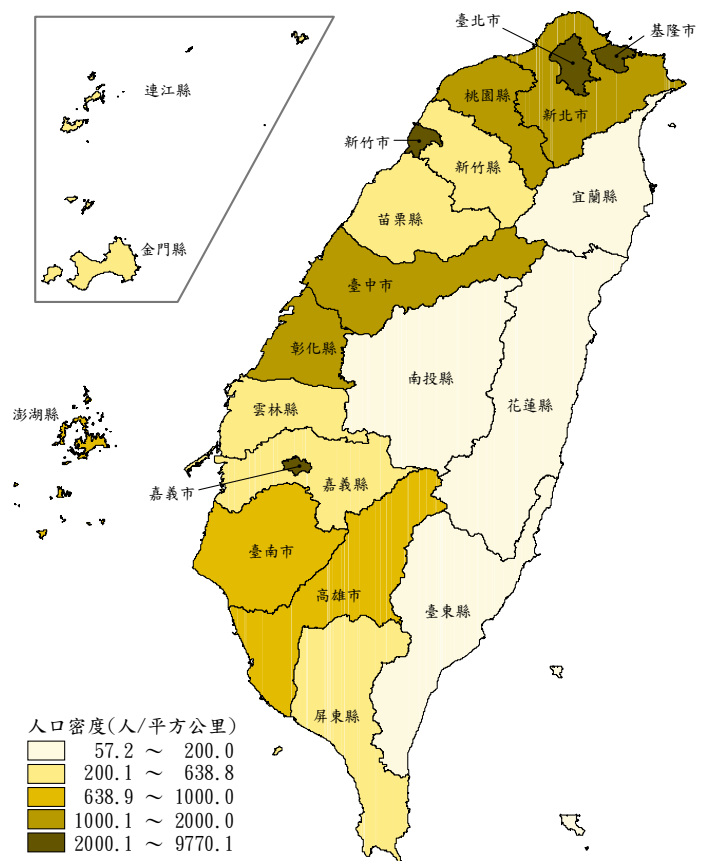 臺北市
基隆市
連江縣
桃園縣
新北市
新竹市
新竹縣
宜蘭縣
苗栗縣
金門縣
臺中市
彰化縣
南投縣
花蓮縣
雲林縣
澎湖縣
嘉義縣
嘉義市
臺南市
高雄市
臺東縣
屏東縣
人口密度(人/平方公里)
57.2 ～ 200.0
200.1 ～ 638.8
638.9 ～ 1000.0
1000.1 ～ 2000.0
2000.1 ～ 9770.1